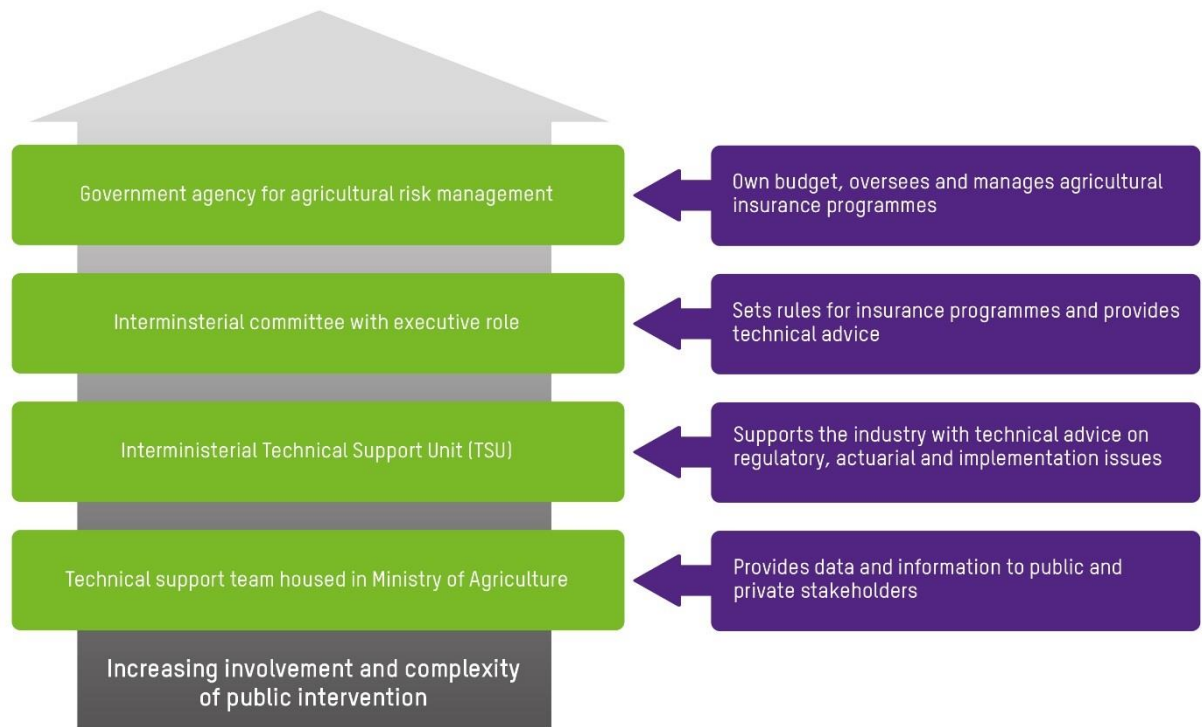 Government agency for agricultural risk management
Own budget, oversees and manages agricultural
insurance programmes
Interminsterial committee with executive role
Sets rules for insurance programmes and provides
technical advice
Interministerial Technical Support Unit (TSU)
Supports the industry with technical advice on
regulatory, actuarial and implementation issues
Technical support team housed in Ministry of Agriculture
Provides data and information to public and
private stakeholders
Increasing involvement and complexity
of public intervention